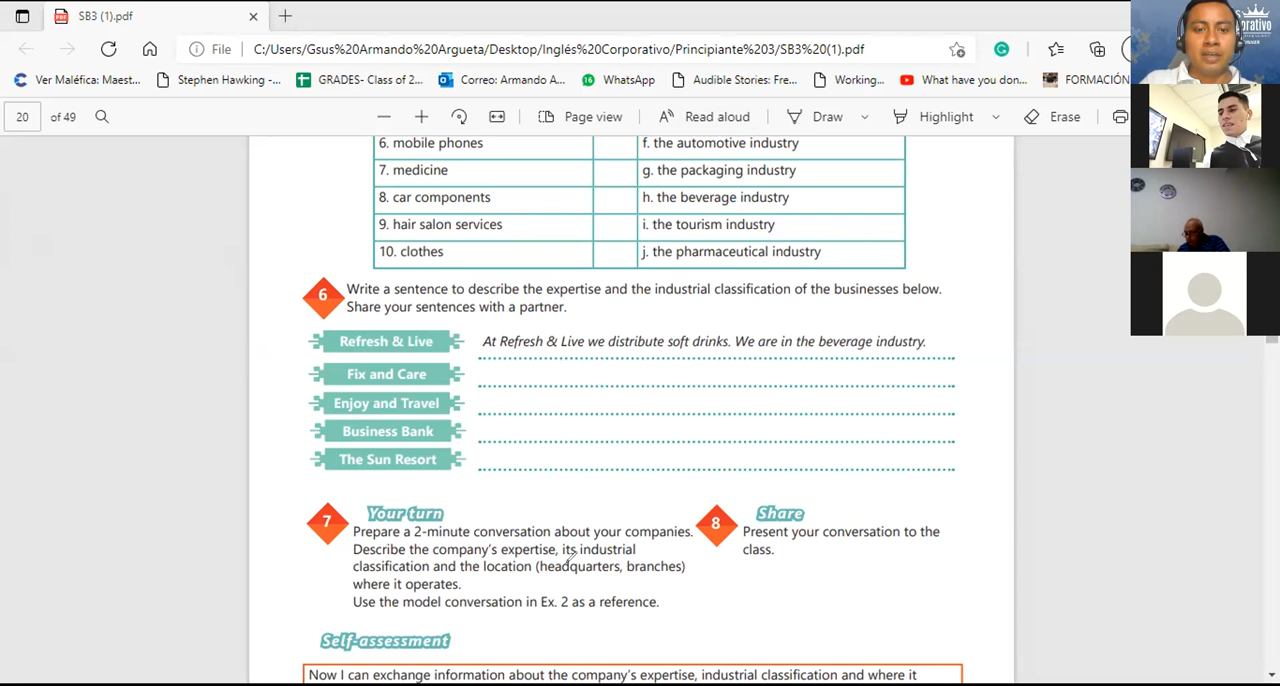 SB3 (1).pdf
File
C:/Users/Gsus%20Armando%20Argueta/Desktop/Inglés%20Corporativo/Principiante%203/SB3%20(1).pdf
Ver Maléfica: Maest...
Stephen Hawking -...
GRADES- Class of 2...
Correo: Armando A...
WhatsApp
Audible Stories: Fre...
Working...
What have you don...
FORMACIÓN
20 of 49
Page view
Read aloud
Draw
Highlight
Erase
6. mobile phones f. the automotive industry
7. medicine g. the packaging industry
8. car components h. the beverage industry
9. hair salon services i. the tourism industry
10. clothes j. the pharmaceutical industry
6 Write a sentence to describe the expertise and the industrial classification of the businesses below.
Share your sentences with a partner.
Refresh & Live At Refresh & Live we distribute soft drinks. We are in the beverage industry.
Fix and Care
Enjoy and Travel
Business Bank
The Sun Resort
7 Your turn
Prepare a 2-minute conversation about your companies.
Describe the company's expertise, its industrial
classification and the location (headquarters, branches)
where it operates.
Use the model conversation in Ex. 2 as a reference.
8 Share
Present your conversation to the
class.
Self-assessment
Now I can exchange information about the company's expertise, industrial classification and where it